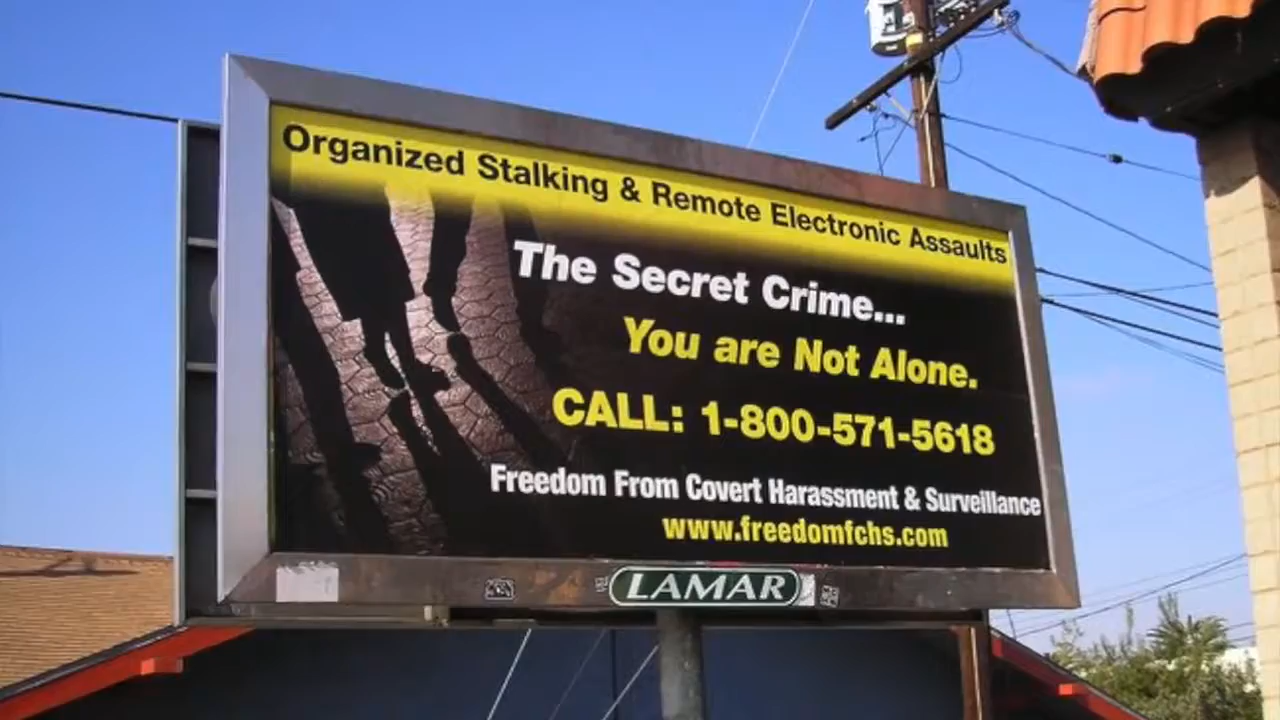 Organized Stalking & Remote Electronic Assaults
The Secret Crime...
You are Not Alone.
CALL: 1-800-571-5618
Freedom From Covert Harassment & Surveillance
www.freedomfchs.com
LAMAR